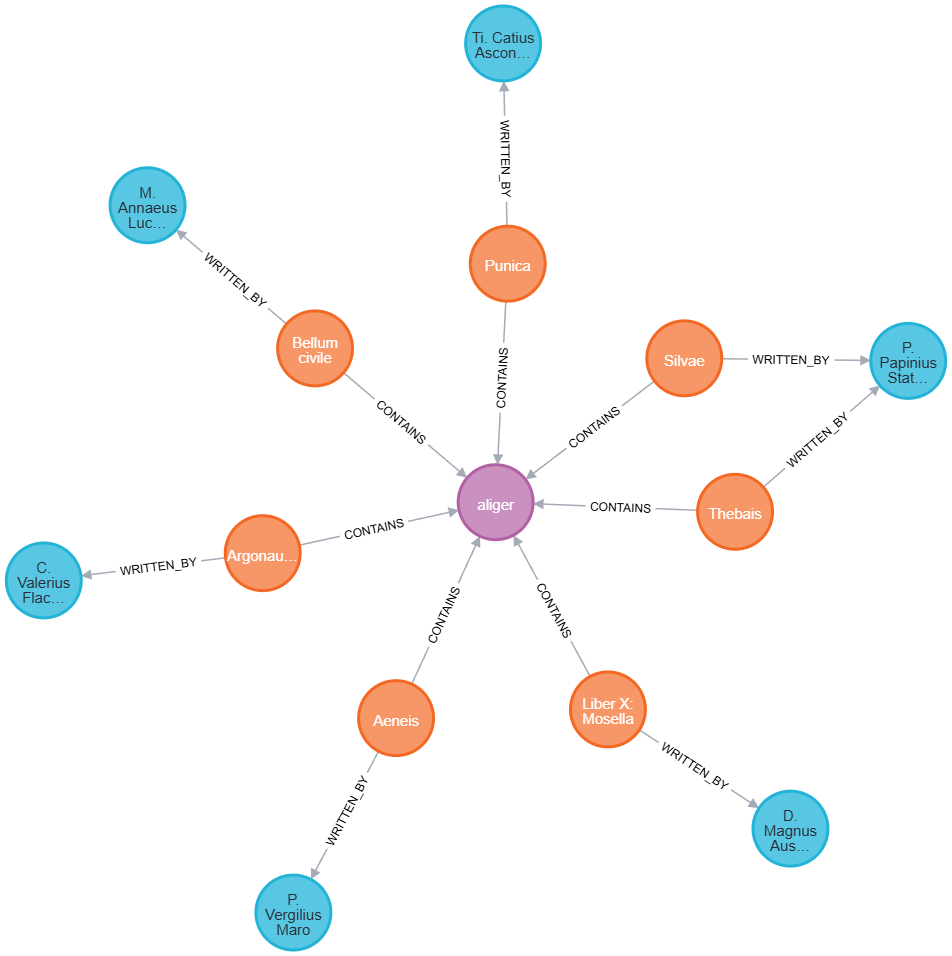 Ti. Catius
Ascon...
WRITTEN_BY
M.
Annaeus
Luc...
WRITTEN_BY
Punica
Bellum
civile
CONTAINS
Silvae
WRITTEN_BY
P.
Papinius
Stat...
CONTAINS
CONTAINS
WRITTEN_BY
aliger
CONTAINS
Thebais
CONTAINS
Argonau...
WRITTEN_BY
C.
Valerius
Flac...
CONTAINS
CONTAINS
Aeneis
Liber X:
Mosella
WRITTEN_BY
WRITTEN_BY
D.
Magnus
Aus...
P.
Vergilius
Maro